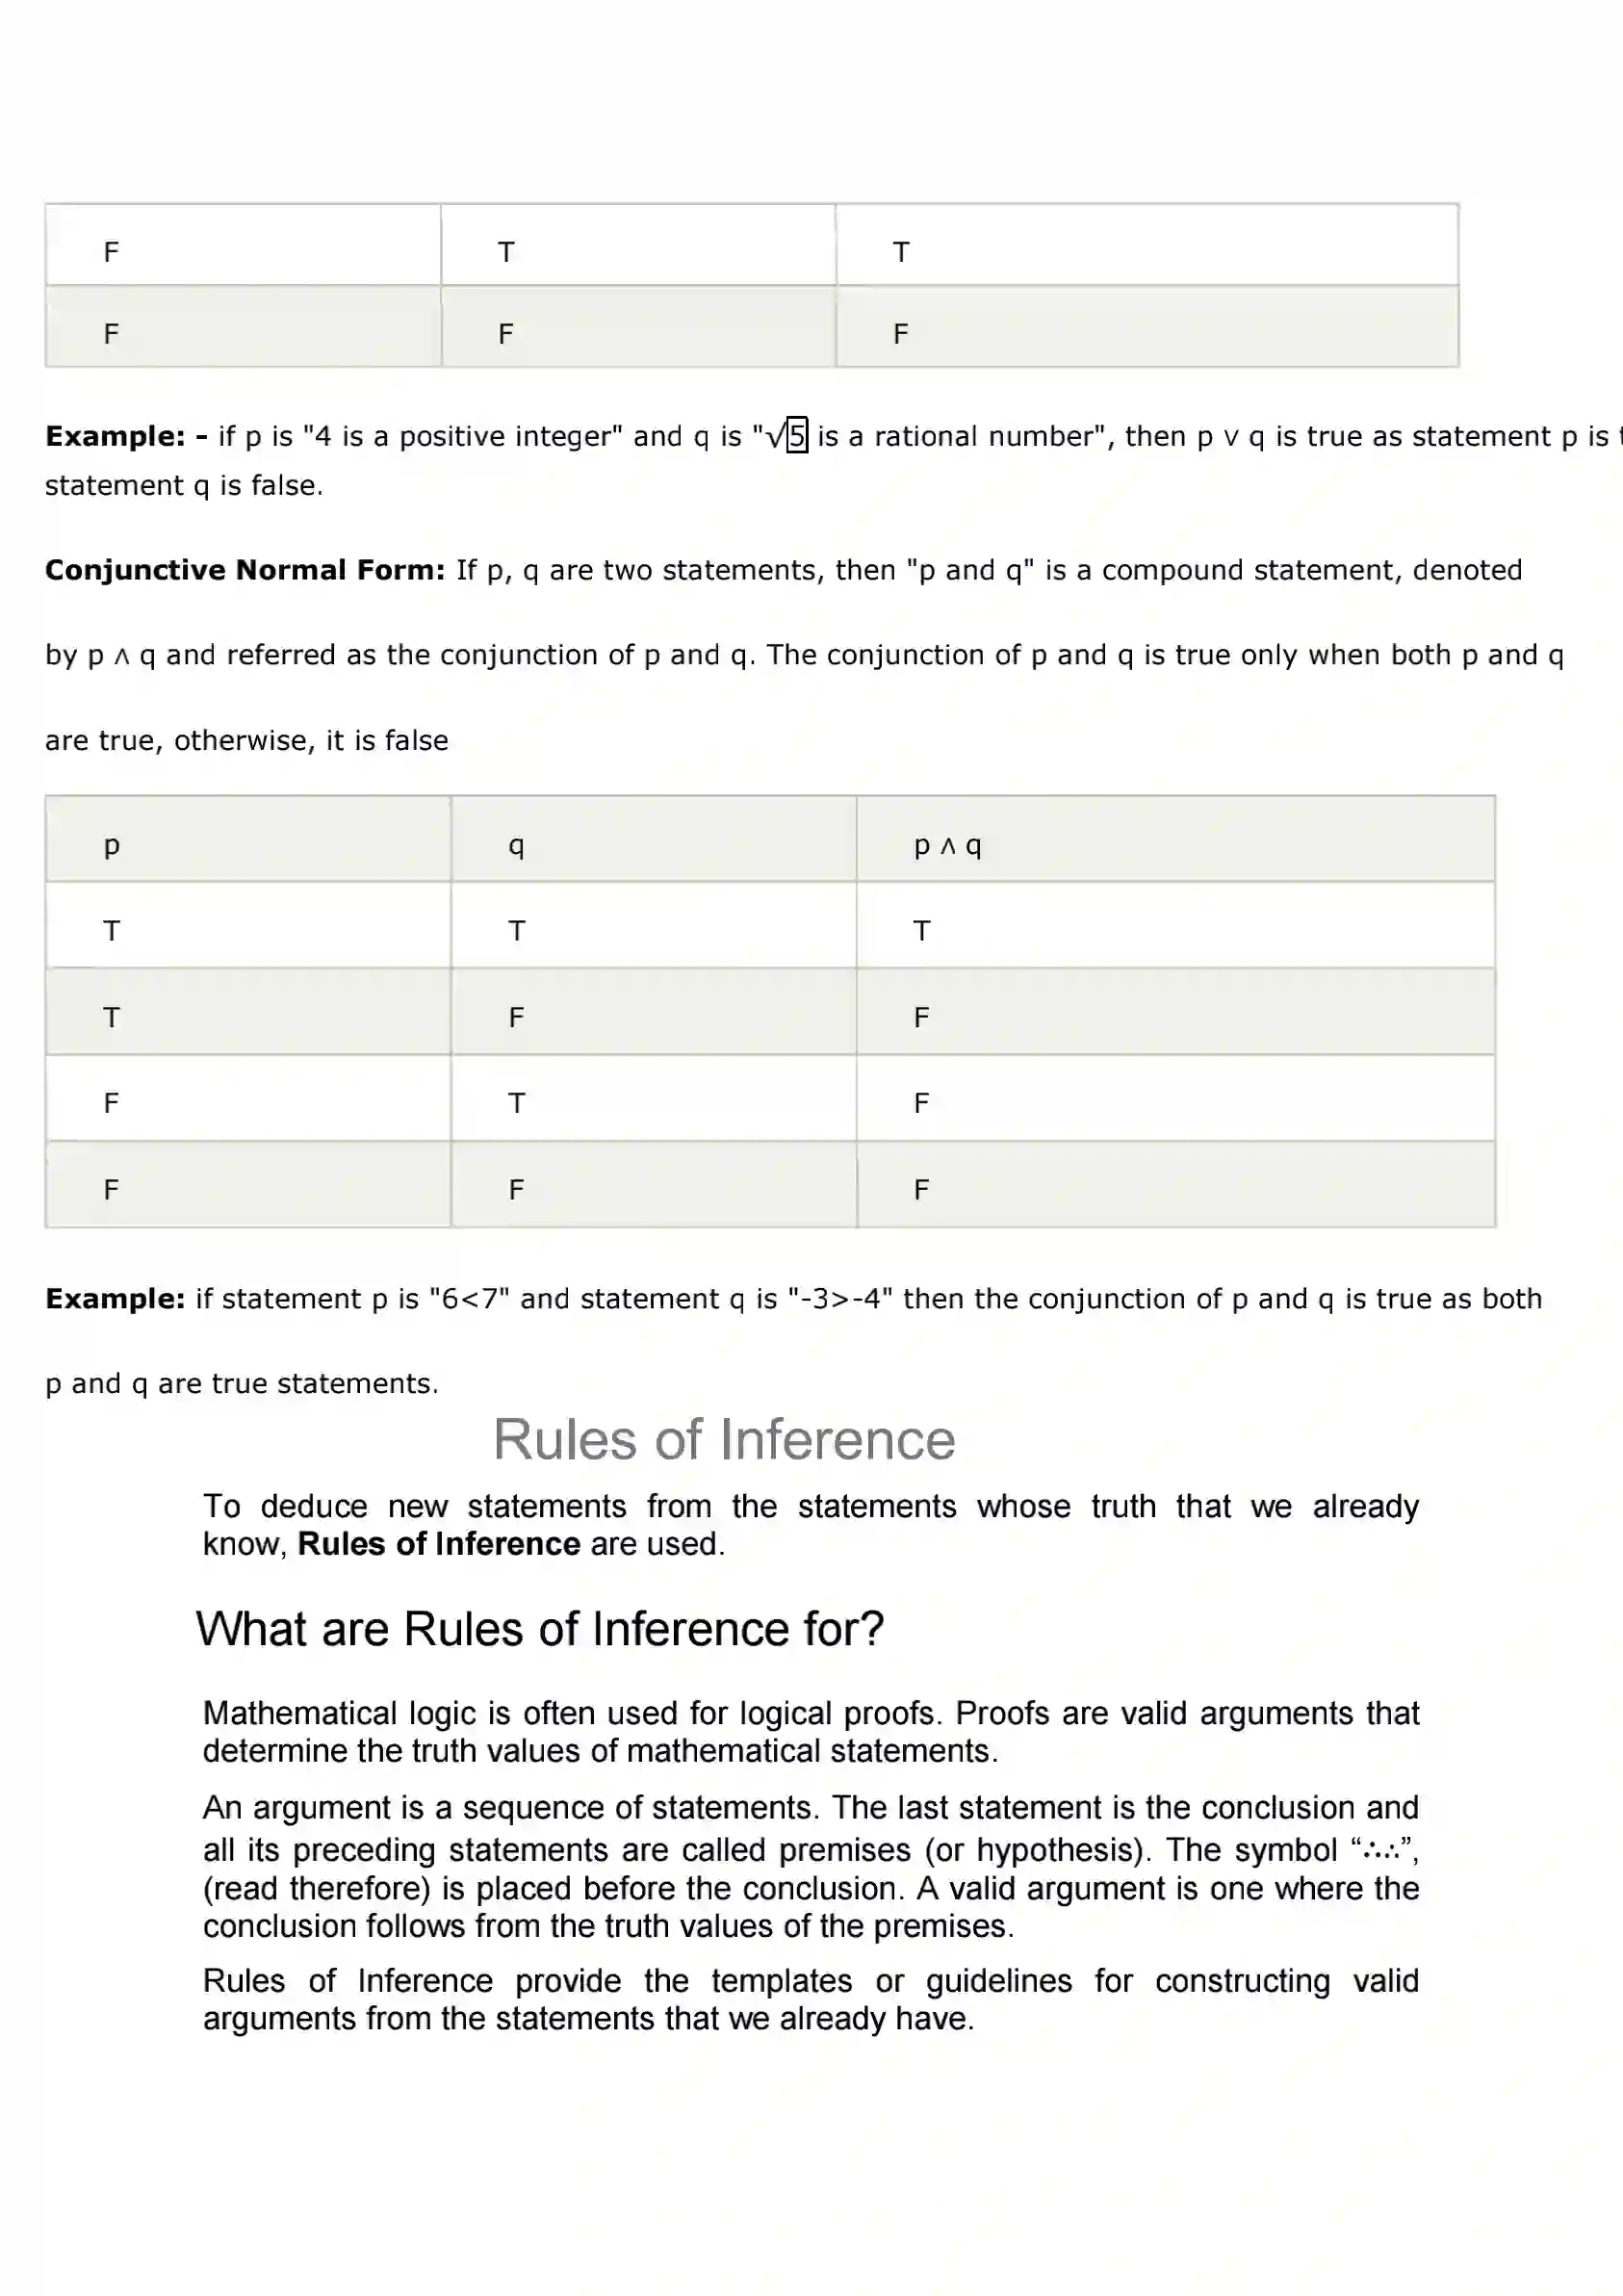 F T T
F F F
Example: - if p is "4 is a positive integer" and q is "√5 is a rational number", then p ∨ q is true as statement p is
statement q is false.
Conjunctive Normal Form: If p, q are two statements, then "p and q" is a compound statement, denoted
by p ∧ q and referred as the conjunction of p and q. The conjunction of p and q is true only when both p and q
are true, otherwise, it is false
p q p ∧ q
T T T
T F F
F T F
F F F
Example: if statement p is "6<7" and statement q is "-3>-4" then the conjunction of p and q is true as both
p and q are true statements.
Rules of Inference
To deduce new statements from the statements whose truth that we already
know, Rules of Inference are used.
What are Rules of Inference for?
Mathematical logic is often used for logical proofs. Proofs are valid arguments that
determine the truth values of mathematical statements.
An argument is a sequence of statements. The last statement is the conclusion and
all its preceding statements are called premises (or hypothesis). The symbol “∴∴”,
(read therefore) is placed before the conclusion. A valid argument is one where the
conclusion follows from the truth values of the premises.
Rules of Inference provide the templates or guidelines for constructing valid
arguments from the statements that we already have.